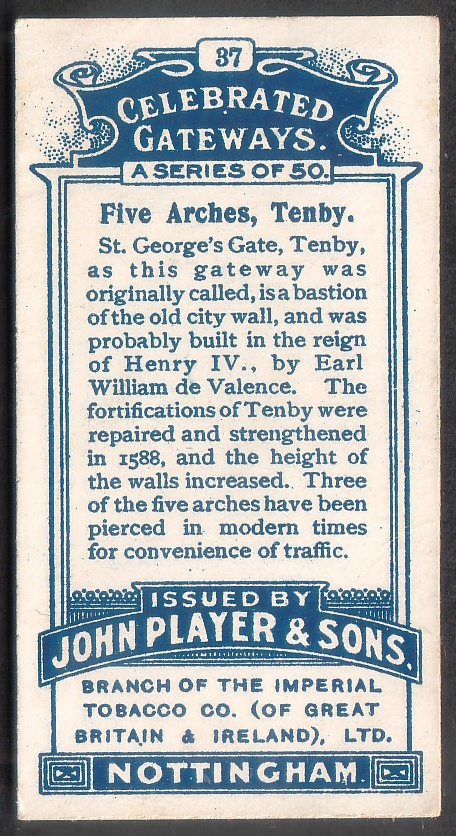 37
CELEBRATED
GATEWAYS.
A SERIES OF 50.
Five Arches, Tenby.
St. George's Gate, Tenby,
as this gateway was
originally called, is a bastion
of the old city wall, and was
probably built in the reign
of Henry IV., by Earl
William de Valence. The
fortifications of Tenby were
repaired and strengthened
in 1588, and the height of
the walls increased. Three
of the five arches have been
pierced in modern times
for convenience of traffic.
ISSUED BY
JOHN PLAYER & SONS.
BRANCH OF THE IMPERIAL
TOBACCO CO. (OF GREAT
BRITAIN & IRELAND), LTD.
NOTTINGHAM.